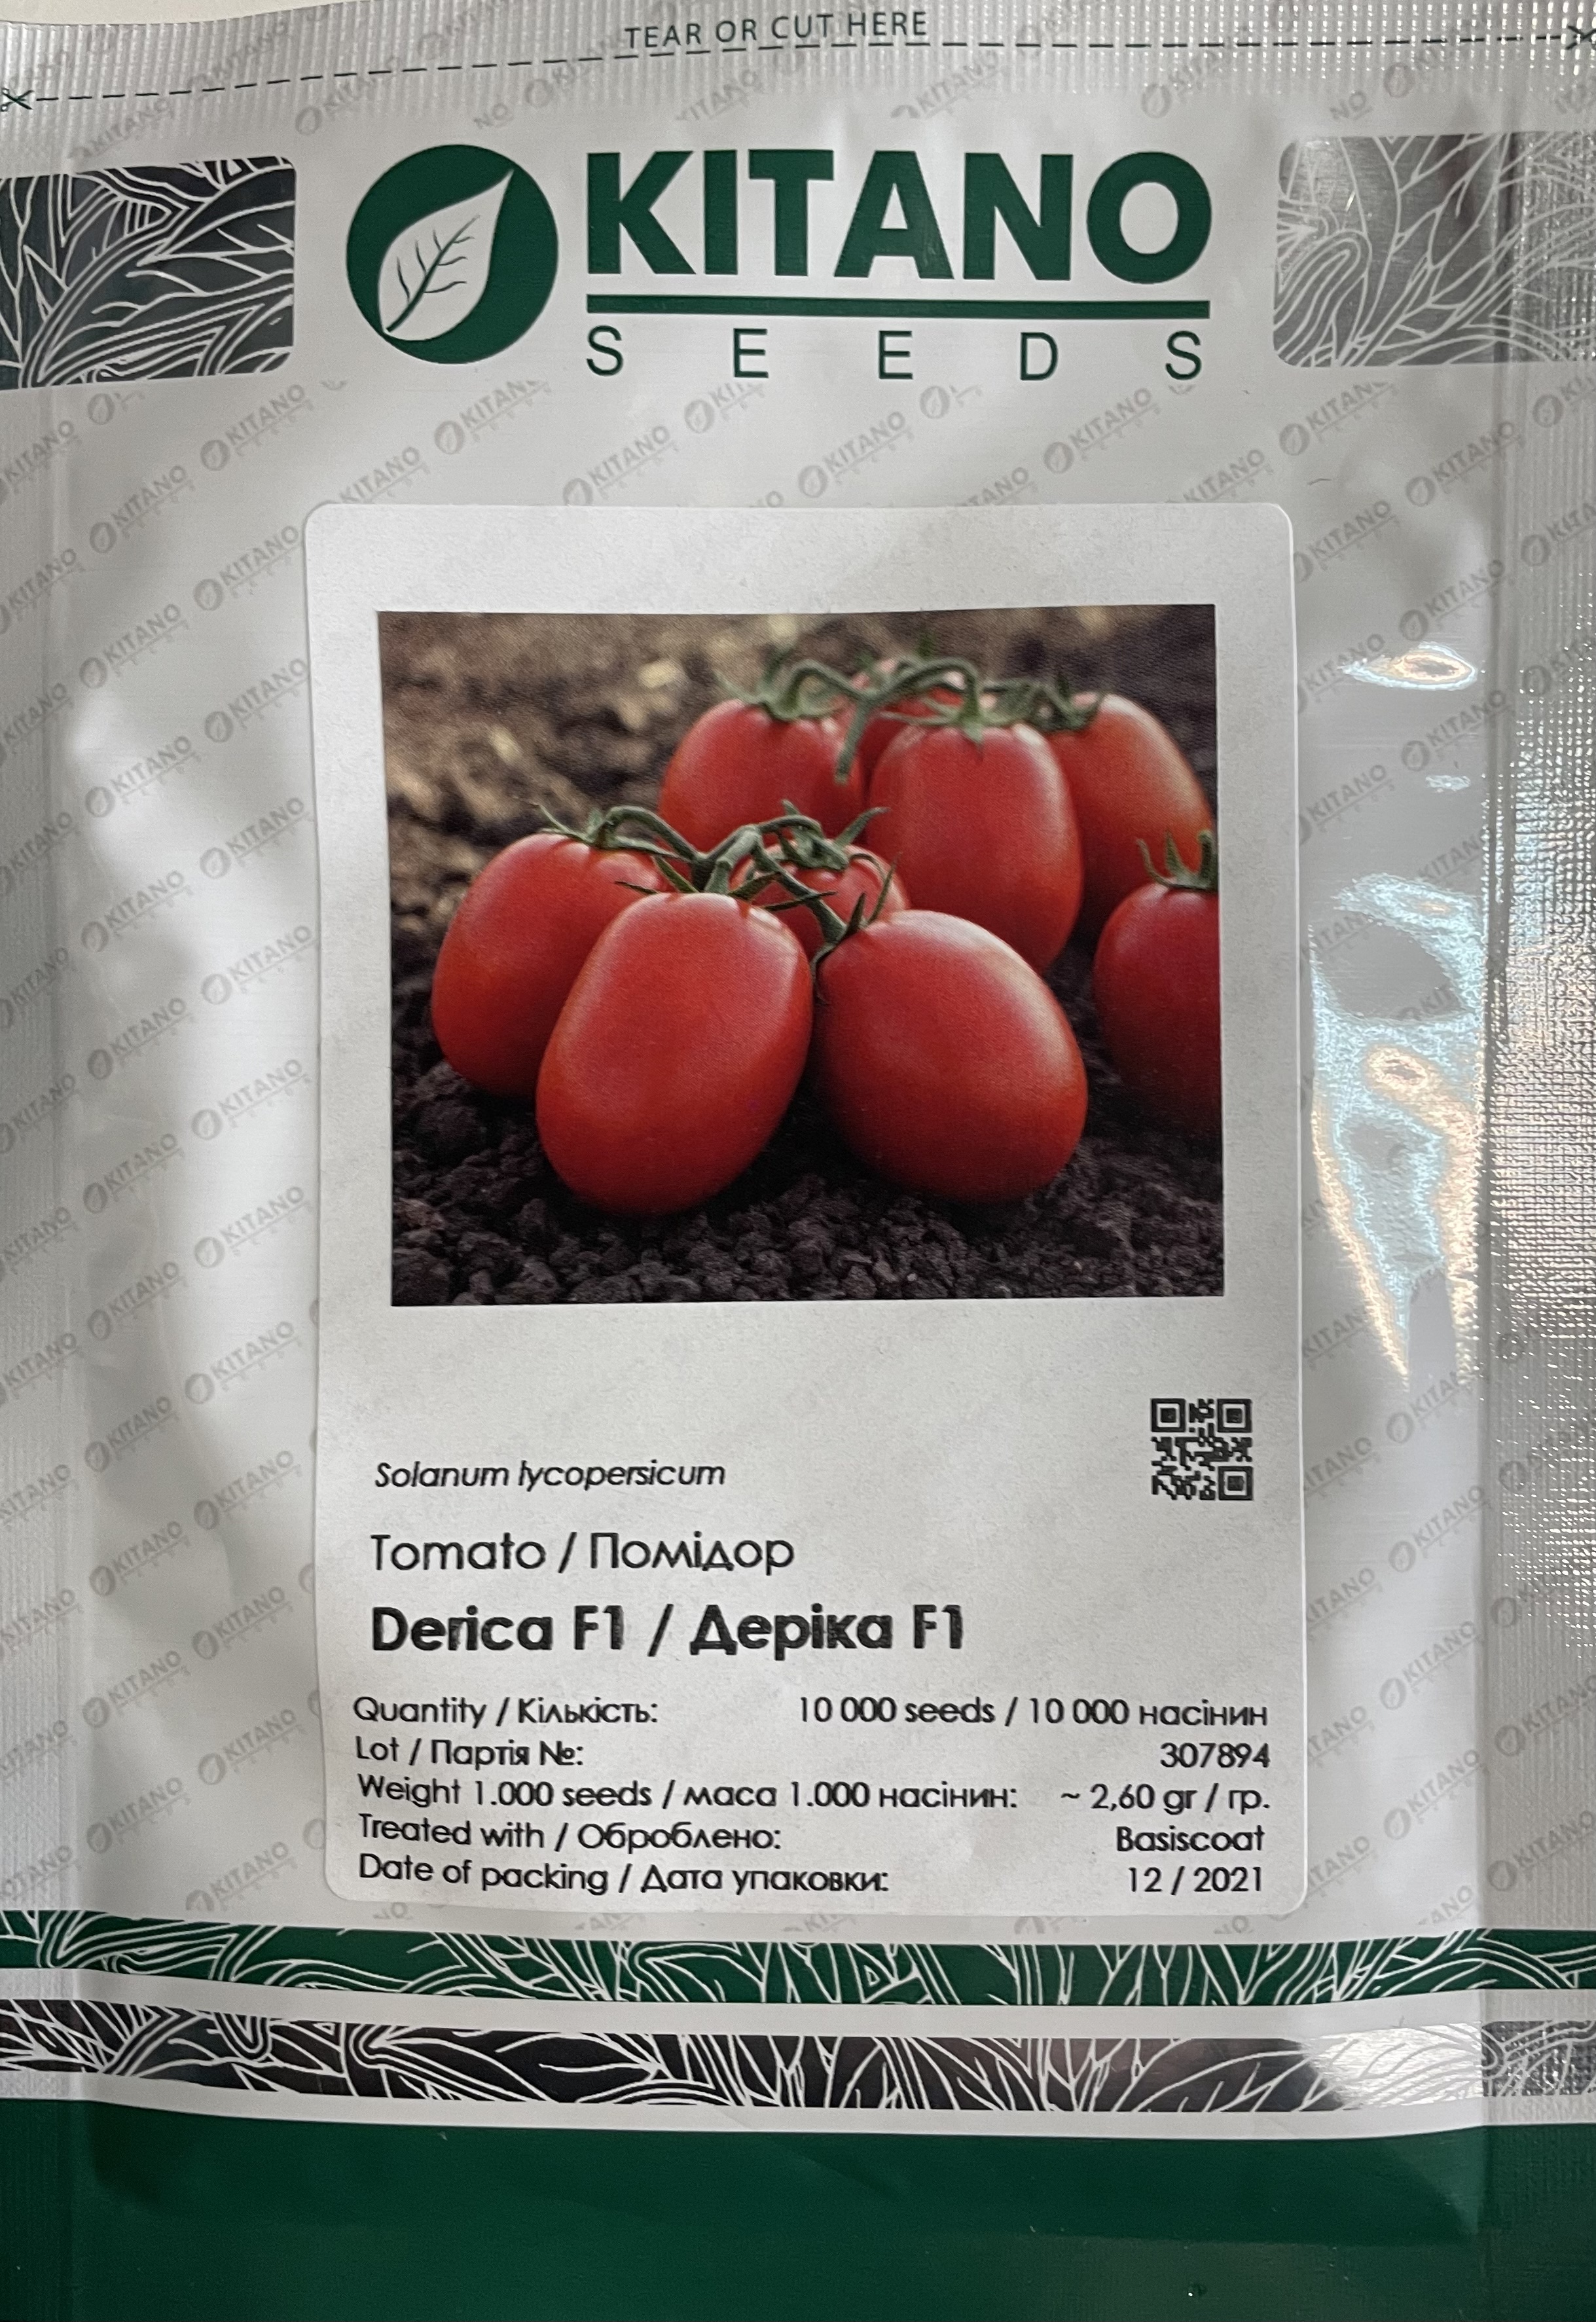 TEAR OR CUT HERE
KITANO
SEEDS
Solanum lycopersicum
Tomato / Помідор
Derica F1 / Деріка F1
Quantity / Кількість: 10 000 seeds / 10 000 насінин
Lot / Партія №: 307894
Weight 1.000 seeds / маса 1.000 насінин: ~ 2,60 gr / гр.
Treated with / Оброблено: Basiscoat
Date of packing / Дата упаковки: 12 / 2021